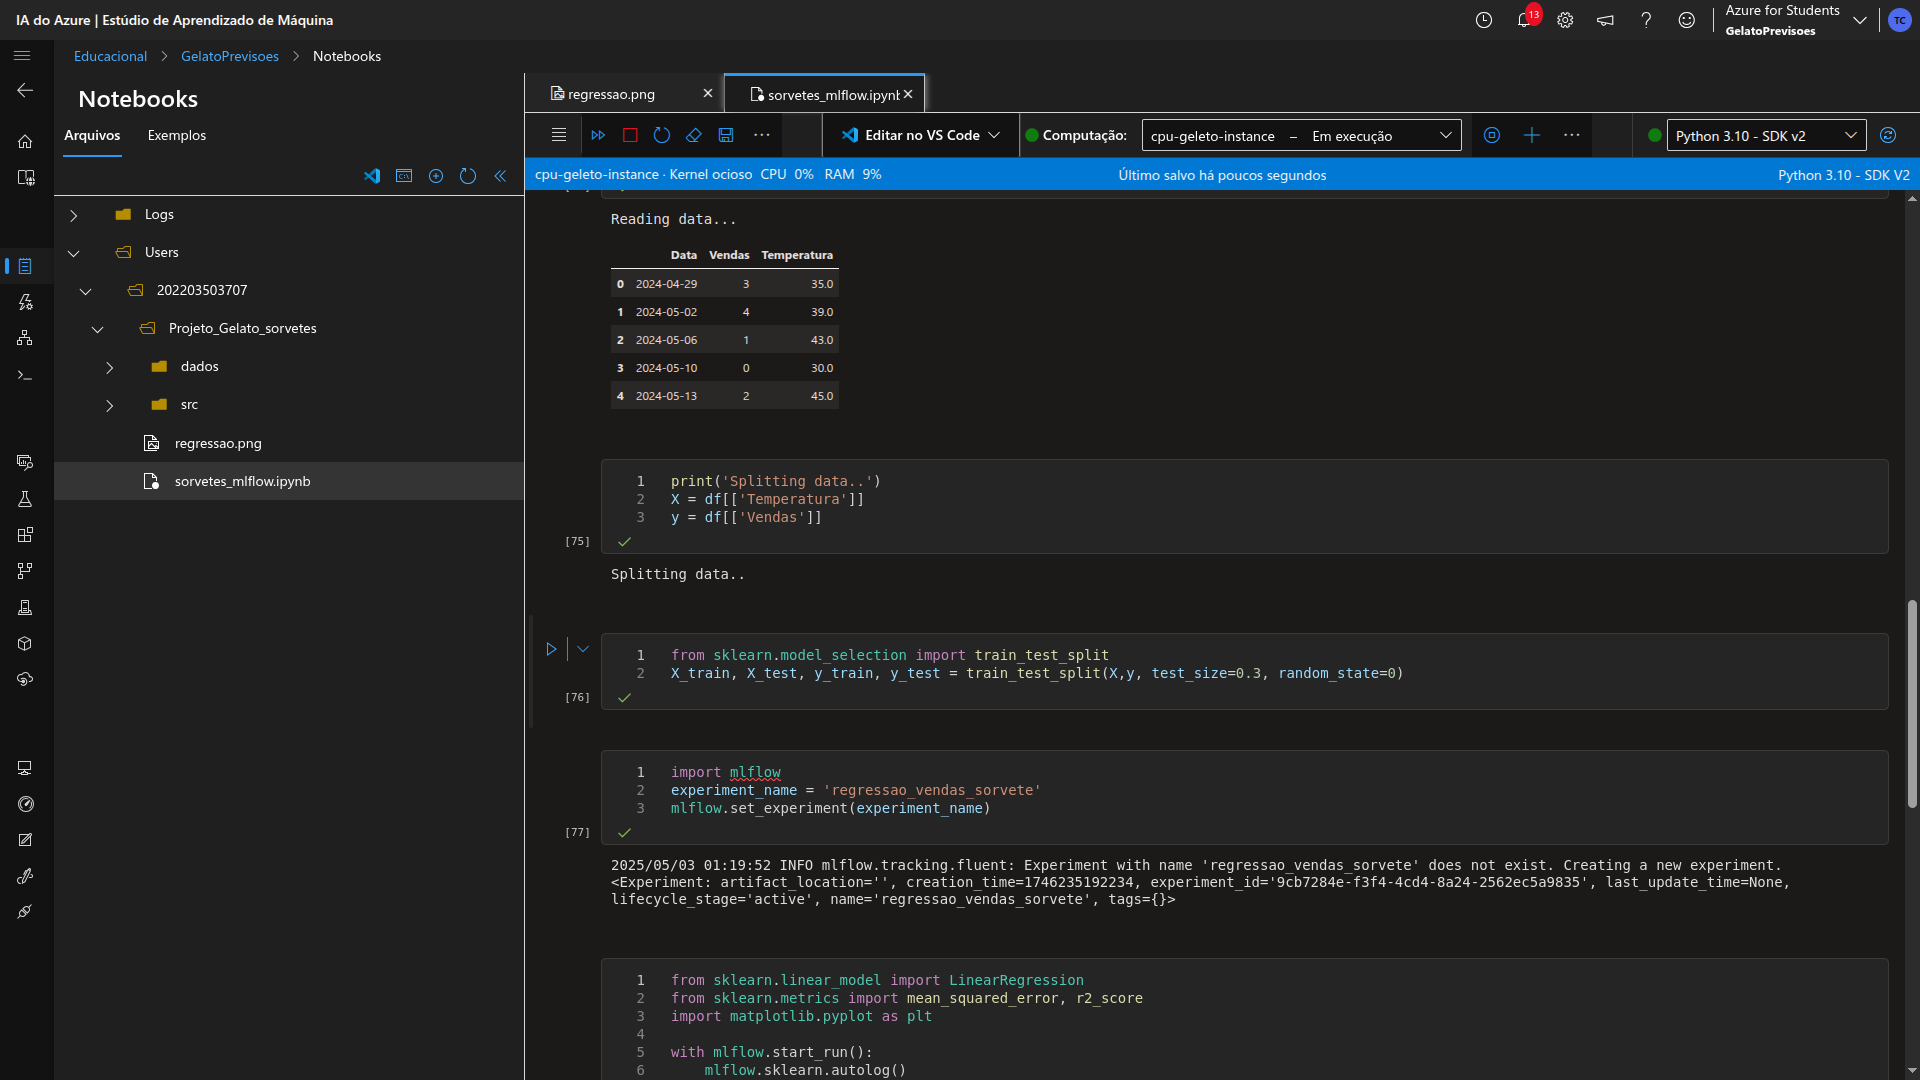 IA do Azure | Estúdio de Aprendizado de Máquina
13
Azure for Students
GelatoPrevisoes
TC
Educacional > GelatoPrevisoes > Notebooks
Notebooks
Arquivos Exemplos
Logs
Users
202203503707
Projeto_Gelato_sorvetes
dados
src
regressao.png
sorvetes_mlflow.ipynb
regressao.png
sorvetes_mlflow.ipynb
Editar no VS Code
Computação:
cpu-geleto-instance – Em execução
Python 3.10 - SDK v2
cpu-geleto-instance · Kernel ocioso CPU 0% RAM 9%
Último salvo há poucos segundos
Python 3.10 - SDK V2
Reading data...
Data Vendas Temperatura
0 2024-04-29 3 35.0
1 2024-05-02 4 39.0
2 2024-05-06 1 43.0
3 2024-05-10 0 30.0
4 2024-05-13 2 45.0
1 print('Splitting data..')
2 X = df[['Temperatura']]
3 y = df[['Vendas']]
[75]
Splitting data..
1 from sklearn.model_selection import train_test_split
2 X_train, X_test, y_train, y_test = train_test_split(X,y, test_size=0.3, random_state=0)
[76]
1 import mlflow
2 experiment_name = 'regressao_vendas_sorvete'
3 mlflow.set_experiment(experiment_name)
[77]
2025/05/03 01:19:52 INFO mlflow.tracking.fluent: Experiment with name 'regressao_vendas_sorvete' does not exist. Creating a new experiment.
<Experiment: artifact_location='', creation_time=1746235192234, experiment_id='9cb7284e-f3f4-4cd4-8a24-2562ec5a9835', last_update_time=None,
lifecycle_stage='active', name='regressao_vendas_sorvete', tags={}>
1 from sklearn.linear_model import LinearRegression
2 from sklearn.metrics import mean_squared_error, r2_score
3 import matplotlib.pyplot as plt
4
5 with mlflow.start_run():
6 mlflow.sklearn.autolog()